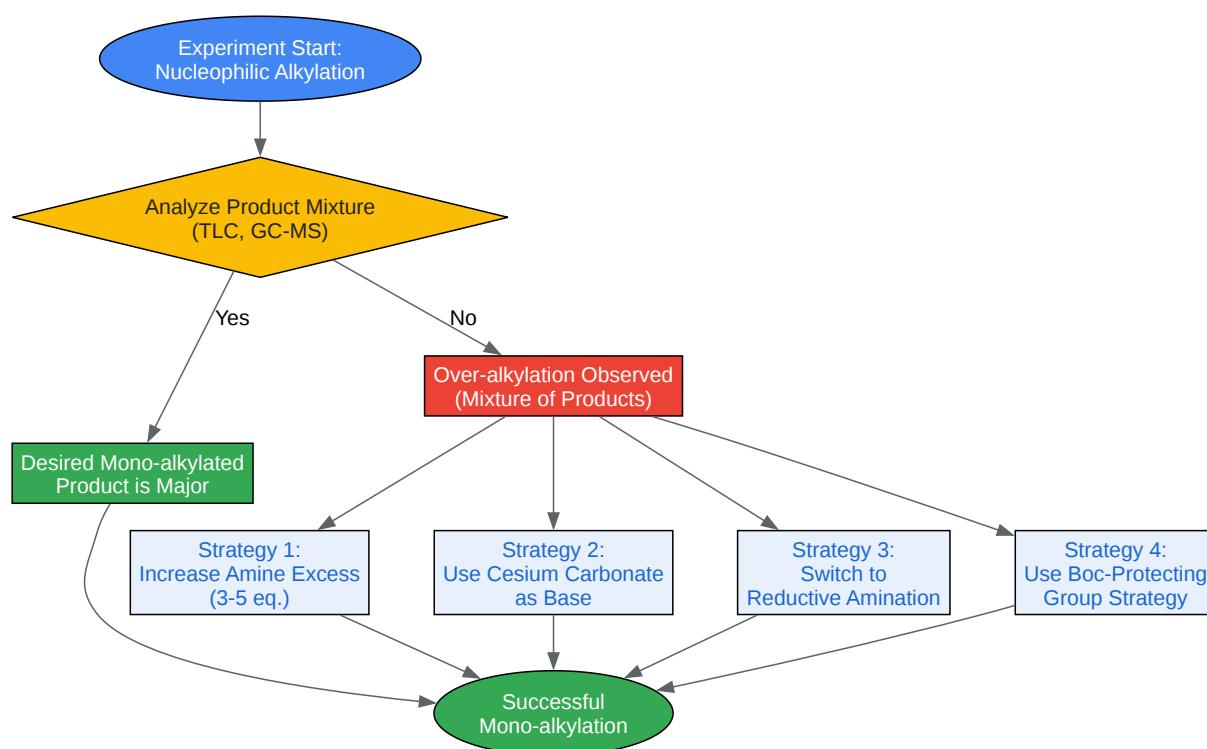 Experiment Start:
Nucleophilic Alkylation
Analyze Product Mixture
(TLC, GC-MS)
Yes
No
Over-alkylation Observed
(Mixture of Products)
Desired Mono-alkylated
Product is Major
Strategy 1:
Increase Amine Excess
(3-5 eq.)
Strategy 2:
Use Cesium Carbonate
as Base
Strategy 3:
Switch to
Reductive Amination
Strategy 4:
Use Boc-Protecting
Group Strategy
Successful
Mono-alkylation